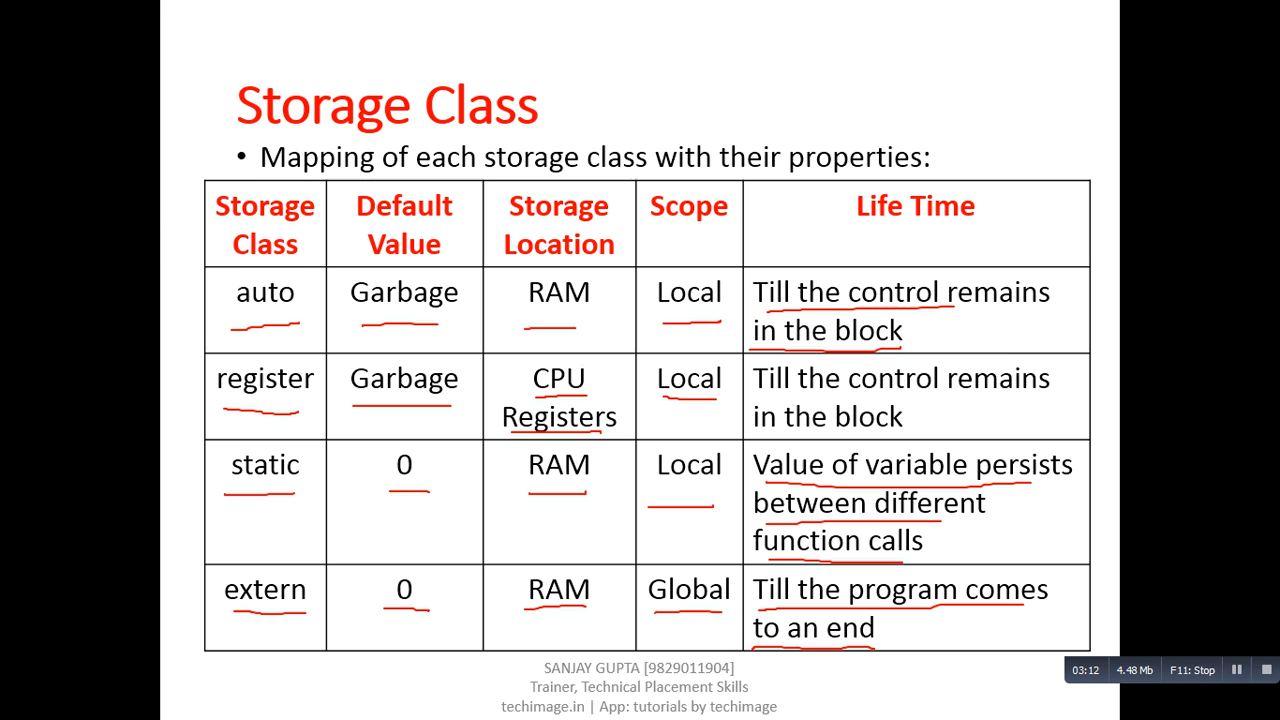 Storage Class
• Mapping of each storage class with their properties:
Storage Class | Default Value | Storage Location | Scope | Life Time
auto | Garbage | RAM | Local | Till the control remains in the block
register | Garbage | CPU Registers | Local | Till the control remains in the block
static | 0 | RAM | Local | Value of variable persists between different function calls
extern | 0 | RAM | Global | Till the program comes to an end
SANJAY GUPTA [9829011904]
Trainer, Technical Placement Skills
techimage.in | App: tutorials by techimage
03:12 4.48 Mb F11: Stop